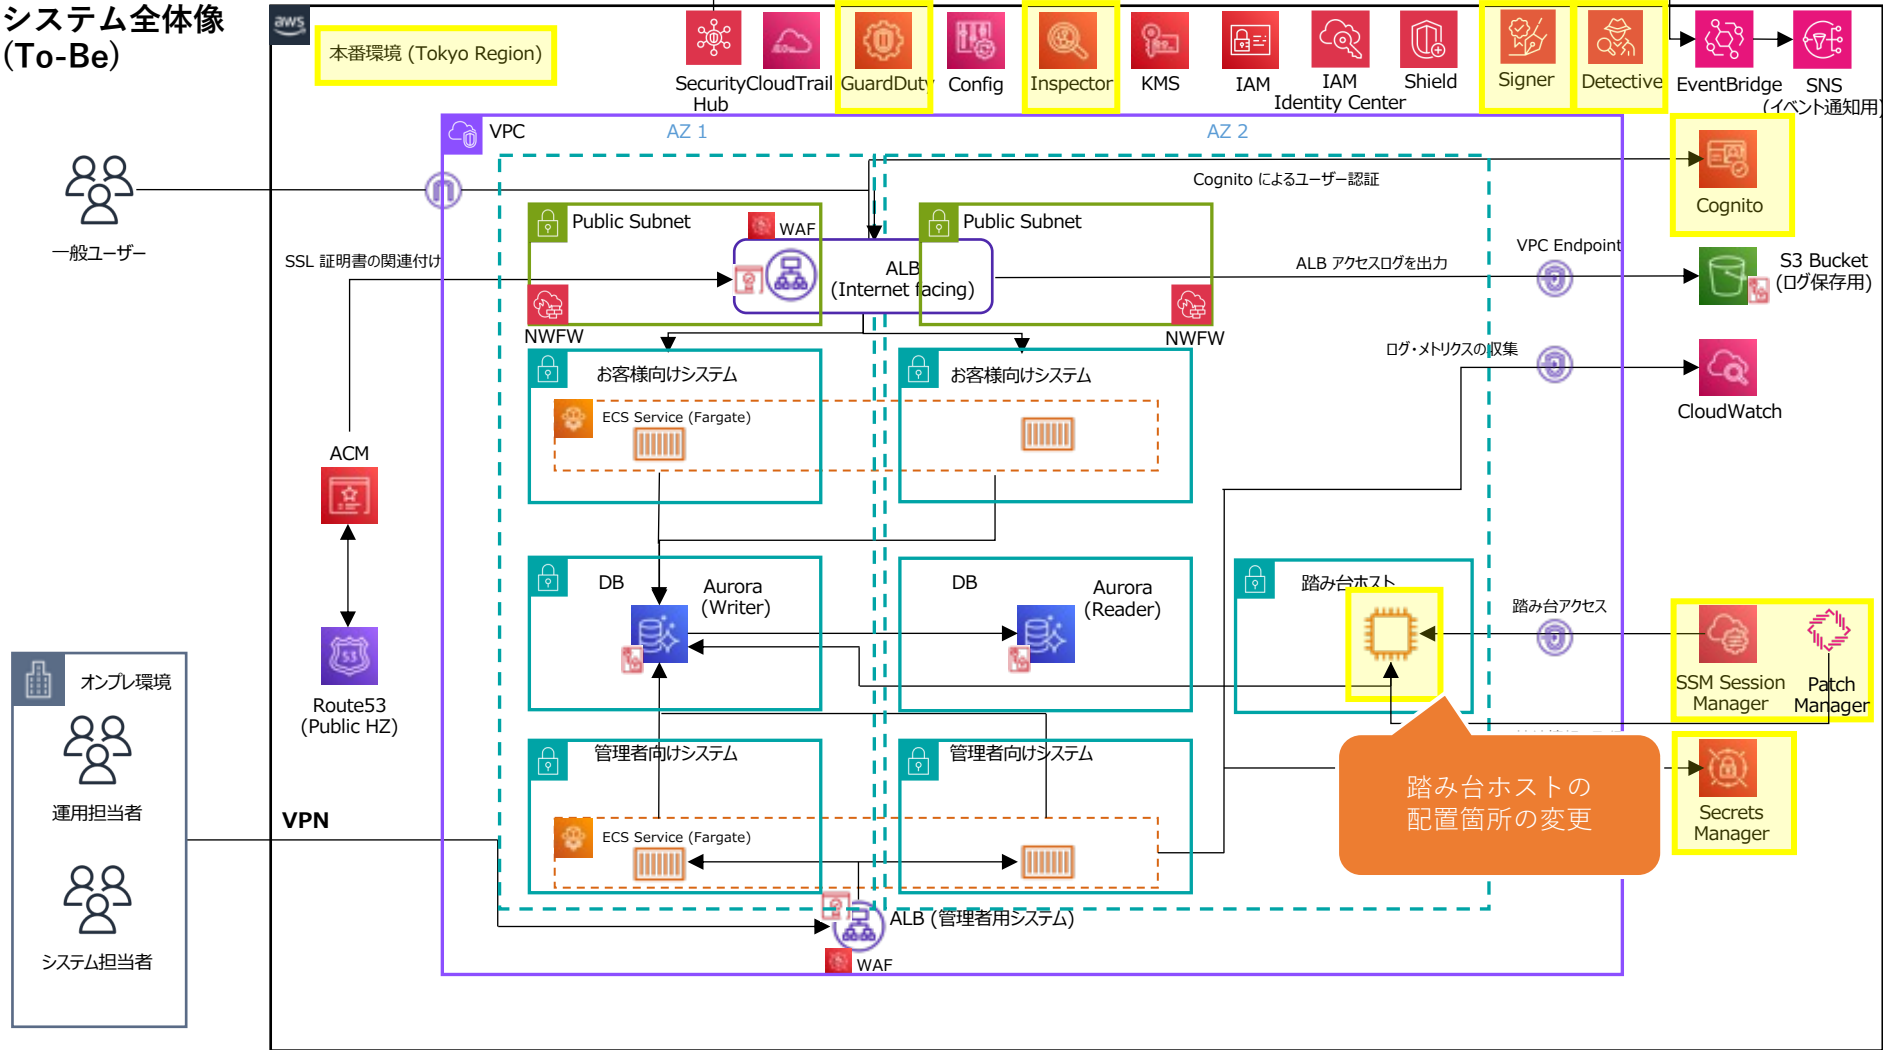 システム全体像
(To-Be)
aws
本番環境 (Tokyo Region)
Security
Hub
CloudTrail
GuardDuty
Config
Inspector
KMS
IAM
IAM
Identity Center
Shield
Signer
Detective
EventBridge
SNS
(イベント通知用)
VPC
AZ 1
AZ 2
Cognito によるユーザー認証
Cognito
一般ユーザー
Public Subnet
WAF
Public Subnet
SSL 証明書の関連付け
ALB
(Internet facing)
ALB アクセスログを出力
VPC Endpoint
S3 Bucket
(ログ保存用)
NWFW
NWFW
お客様向けシステム
お客様向けシステム
ログ・メトリクスの収集
CloudWatch
ECS Service (Fargate)
ACM
DB
Aurora
(Writer)
DB
Aurora
(Reader)
踏み台ホスト
踏み台アクセス
SSM Session
Manager
Patch
Manager
53
Route53
(Public HZ)
オンプレ環境
運用担当者
システム担当者
VPN
管理者向けシステム
管理者向けシステム
踏み台ホストの
配置箇所の変更
Secrets
Manager
ECS Service (Fargate)
ALB (管理者用システム)
WAF